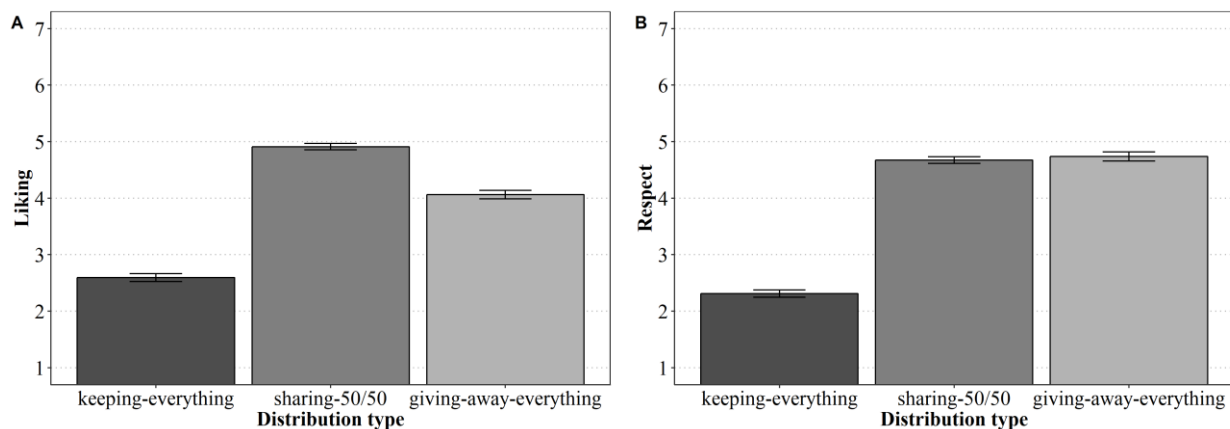 A
7
6
5
4
3
2
1
Liking
keeping-everything sharing-50/50 giving-away-everything
Distribution type
B
7
6
5
4
3
2
1
Respect
keeping-everything sharing-50/50 giving-away-everything
Distribution type